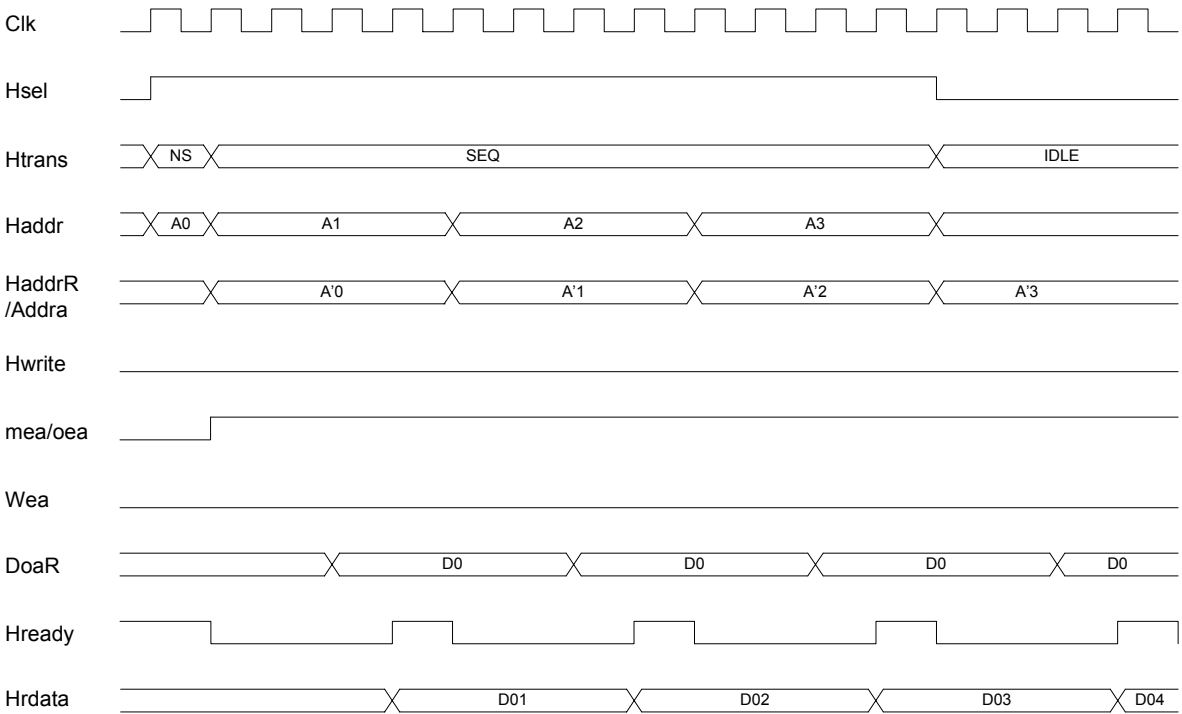 Clk
Hsel
Htrans NS SEQ IDLE
Haddr A0 A1 A2 A3
HaddrR
/Addra A'0 A'1 A'2 A'3
Hwrite
mea/oea
Wea
DoaR D0 D0 D0 D0
Hready
Hrdata D01 D02 D03 D04